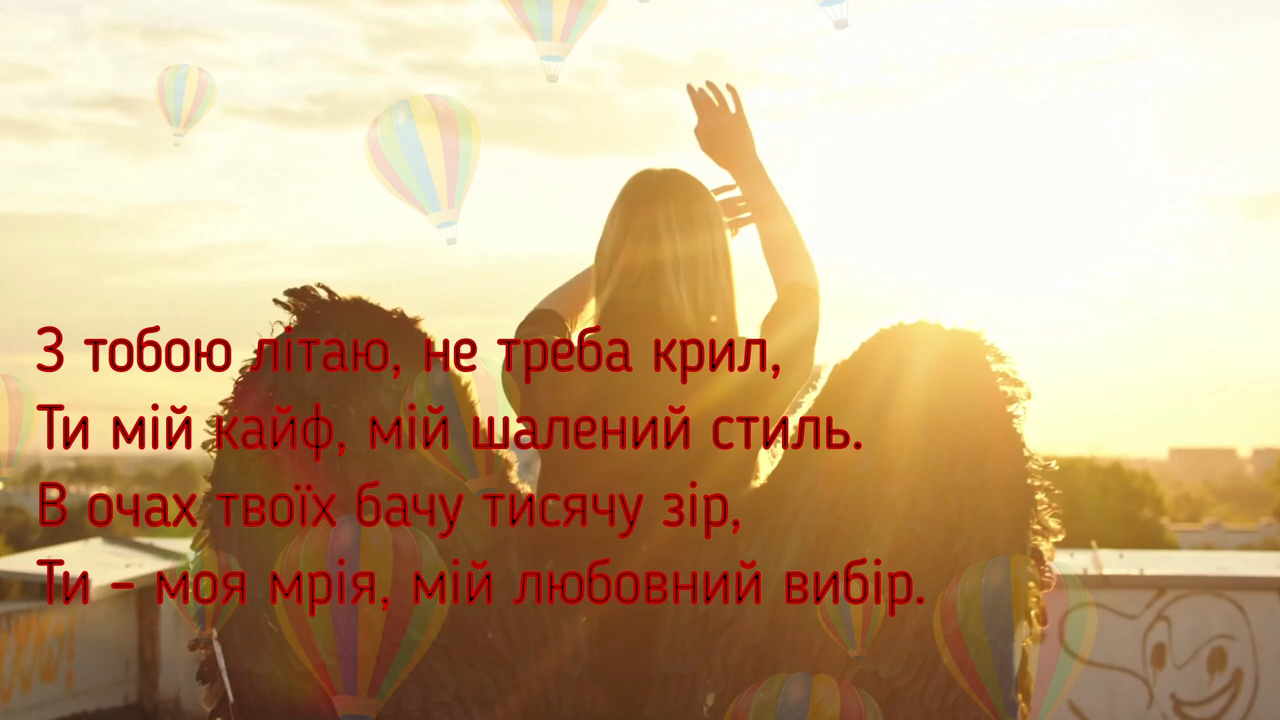 З тобою літаю, не треба крил,
Ти мій кайф, мій шалений стиль.
В очах твоїх бачу тисячу зір,
Ти – моя мрія, мій любовний вибір.